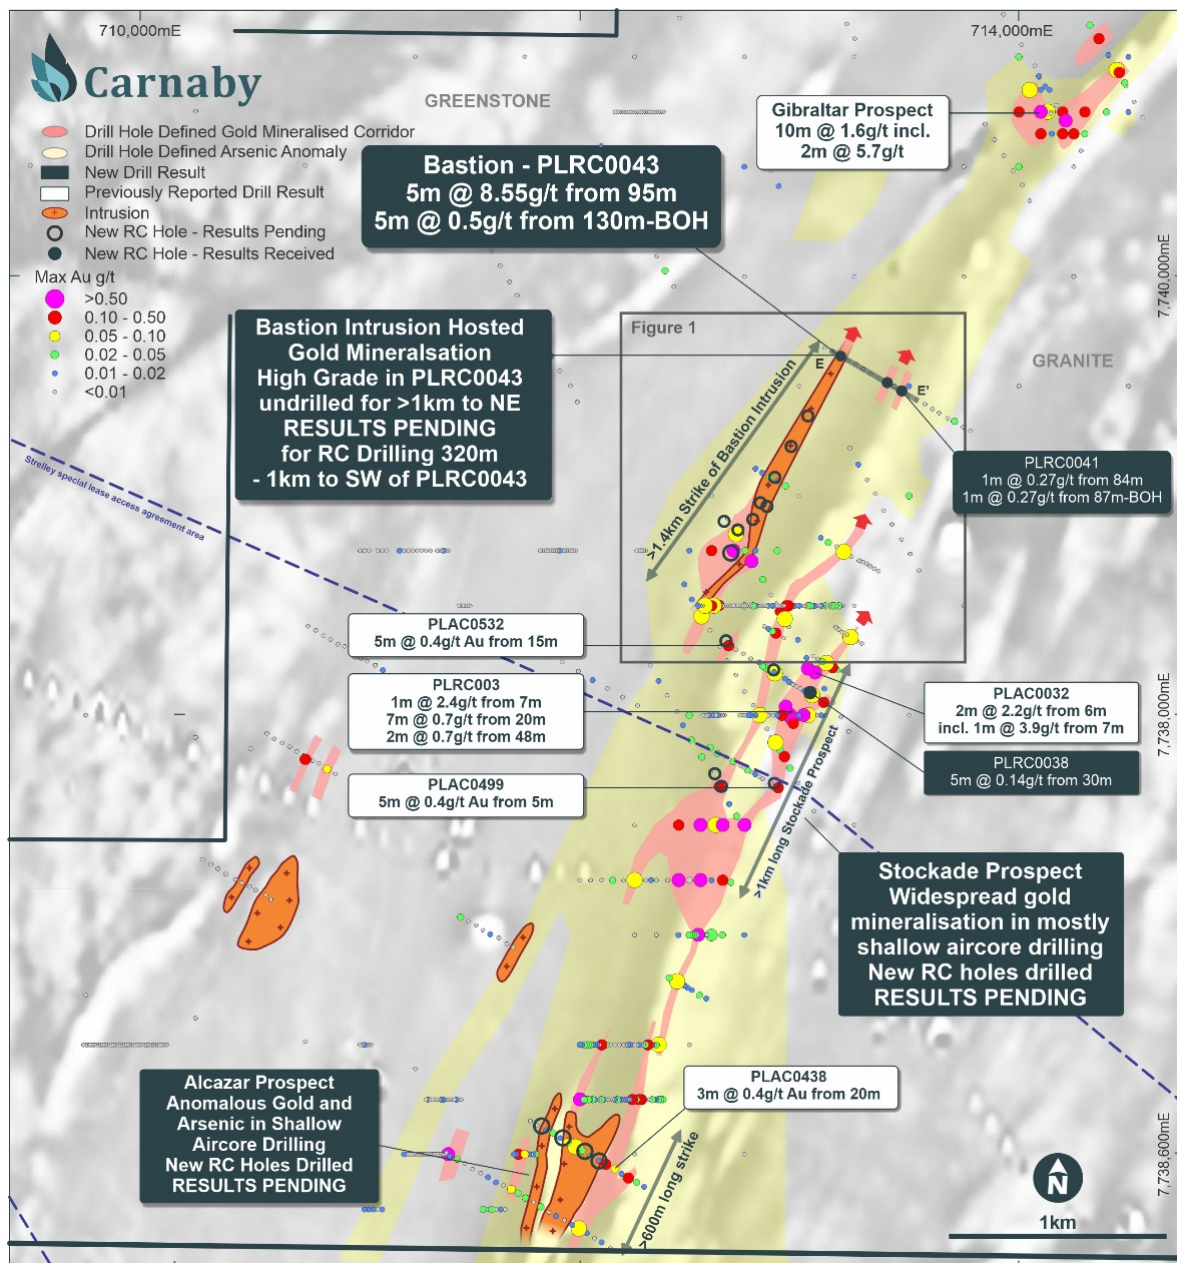 710,000mE
714,000mE
Carnaby
GREENSTONE
Drill Hole Defined Gold Mineralised Corridor
Drill Hole Defined Arsenic Anomaly
New Drill Result
Previously Reported Drill Result
Intrusion
New RC Hole - Results Pending
New RC Hole - Results Received
Max Au g/t
>0.50
0.10 - 0.50
0.05 - 0.10
0.02 - 0.05
0.01 - 0.02
<0.01
Gibraltar Prospect
10m @ 1.6g/t incl.
2m @ 5.7g/t
Bastion - PLRC0043
5m @ 8.55g/t from 95m
5m @ 0.5g/t from 130m-BOH
7,740,000mE
Bastion Intrusion Hosted
Gold Mineralsation
High Grade in PLRC0043
undrilled for >1km to NE
RESULTS PENDING
for RC Drilling 320m
- 1km to SW of PLRC0043
Figure 1
E
E'
GRANITE
>1.4km Strike of Bastion Intrusion
PLRC0041
1m @ 0.27g/t from 84m
1m @ 0.27g/t from 87m-BOH
Strelley special lease access agreement area
PLAC0532
5m @ 0.4g/t Au from 15m
PLRC003
1m @ 2.4g/t from 7m
7m @ 0.7g/t from 20m
2m @ 0.7g/t from 48m
PLAC0499
5m @ 0.4g/t Au from 5m
PLAC0032
2m @ 2.2g/t from 6m
incl. 1m @ 3.9g/t from 7m
PLRC0038
5m @ 0.14g/t from 30m
7,738,000mE
>1km long Stockade Prospect
Stockade Prospect
Widespread gold
mineralisation in mostly
shallow aircore drilling
New RC holes drilled
RESULTS PENDING
Alcazar Prospect
Anomalous Gold and
Arsenic in Shallow
Aircore Drilling
New RC Holes Drilled
RESULTS PENDING
PLAC0438
3m @ 0.4g/t Au from 20m
>600m long strike
7,738,600mE
N
1km